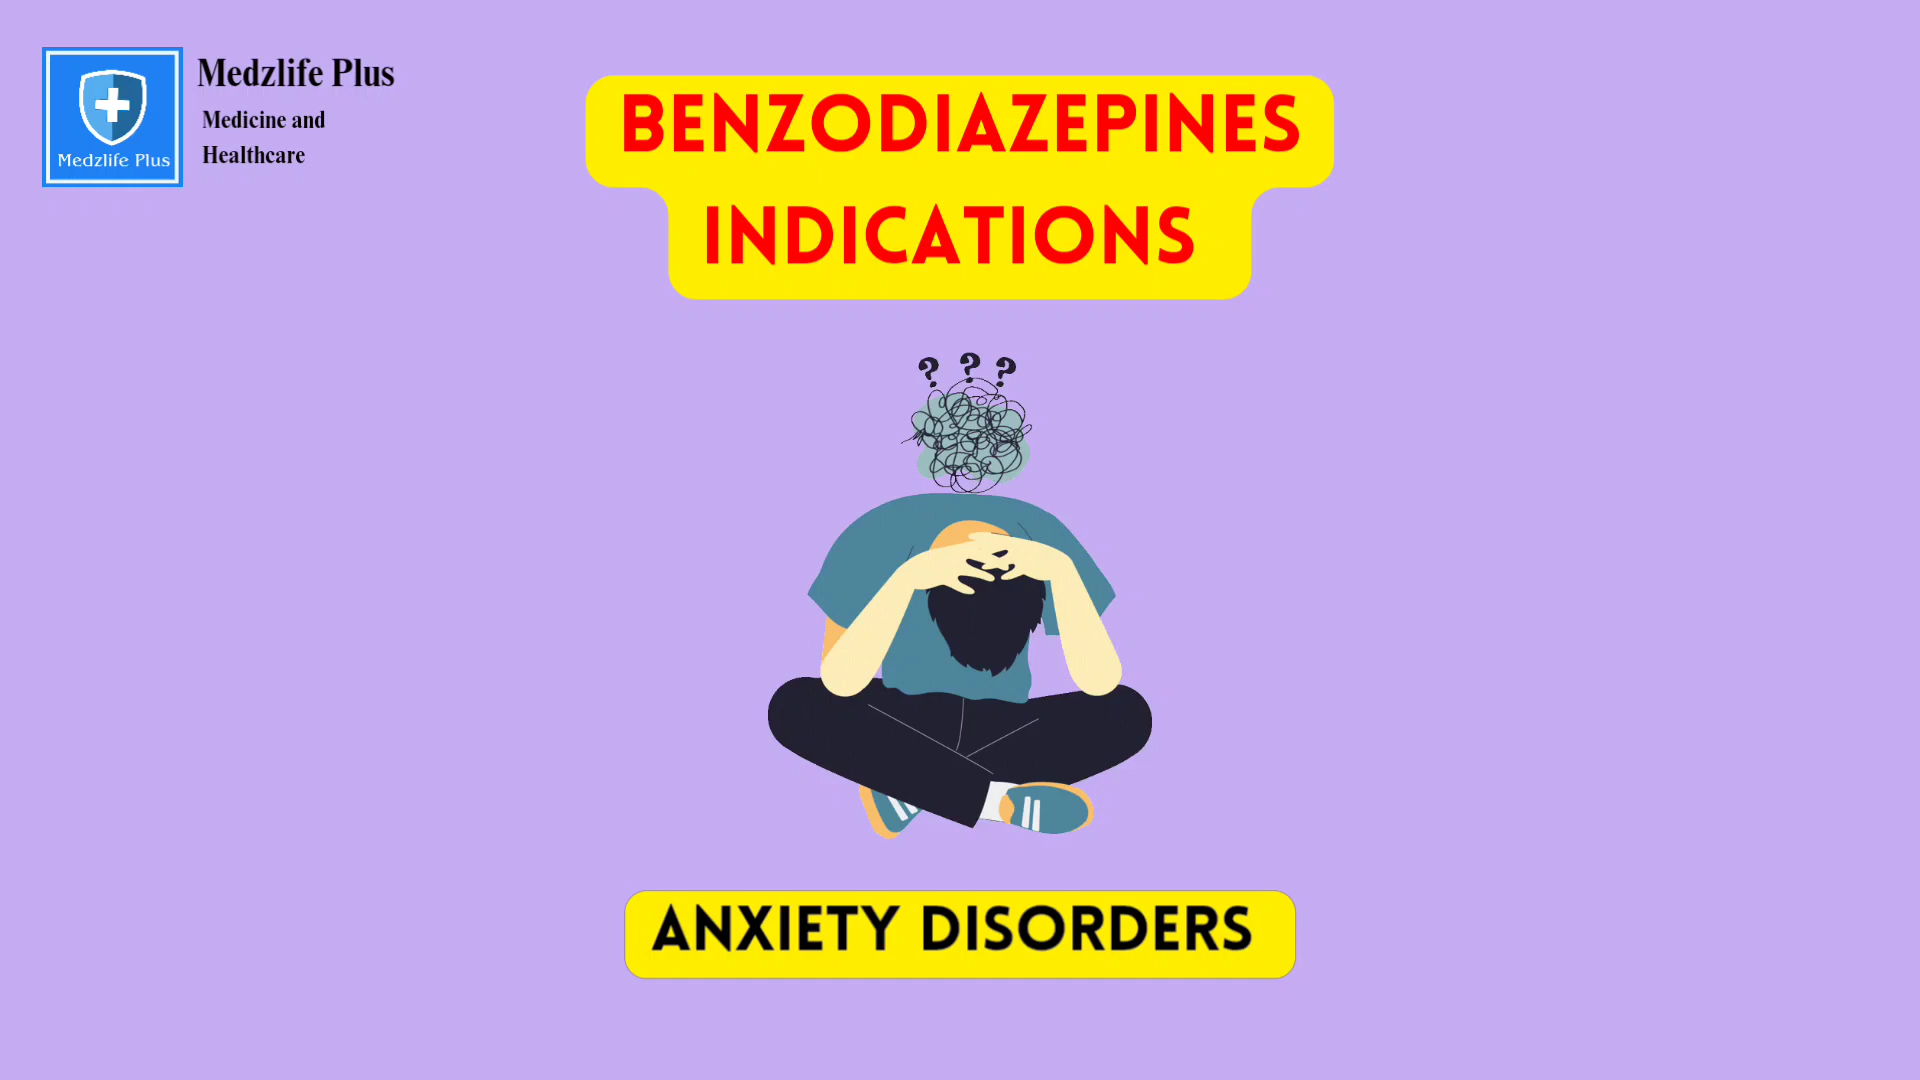 Medzlife Plus
Medicine and
Healthcare
Medzlife Plus
BENZODIAZEPINES
INDICATIONS
? ? ?
ANXIETY DISORDERS